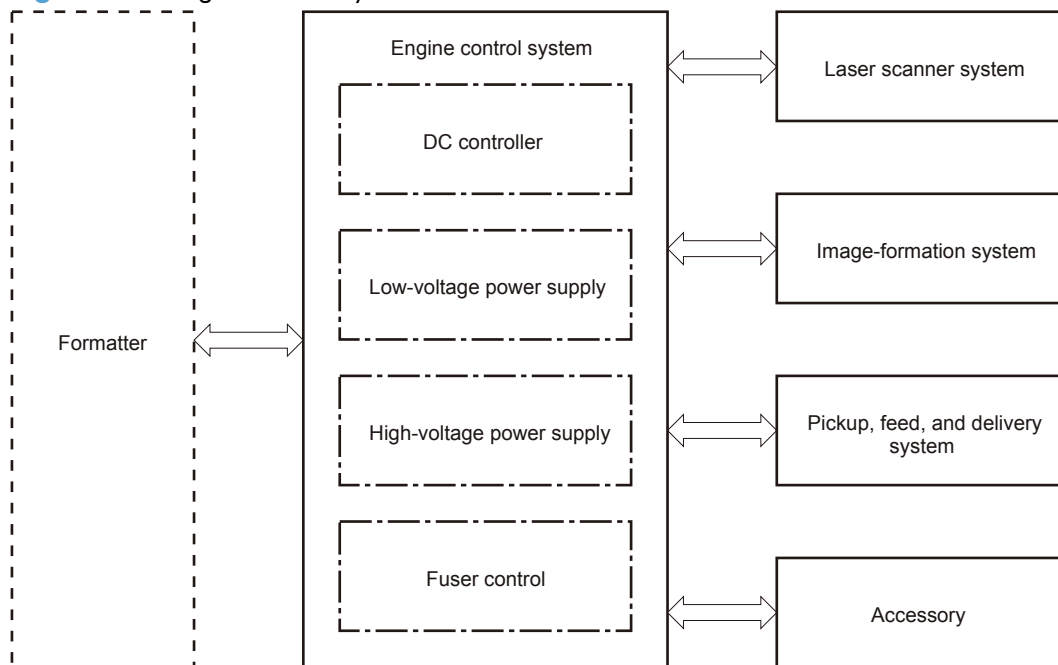 Engine control system
Laser scanner system
DC controller
Image-formation system
Low-voltage power supply
Formatter
High-voltage power supply
Pickup, feed, and delivery
system
Fuser control
Accessory